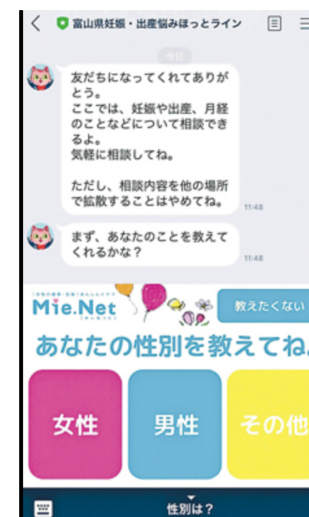 富山県妊娠・出産悩みほっとライン
今日
友だちになってくれてありが
とう。
ここでは、妊娠や出産、月経
のことなどについて相談でき
るよ。
気軽に相談してね。
ただし、相談内容を他の場所
で拡散することはやめてね。
11:48
まず、あなたのことを教えて
くれるかな？
11:48
Mie.Net
教えたくない
あなたの性別を教えてね。
女性
男性
その他
性別は？